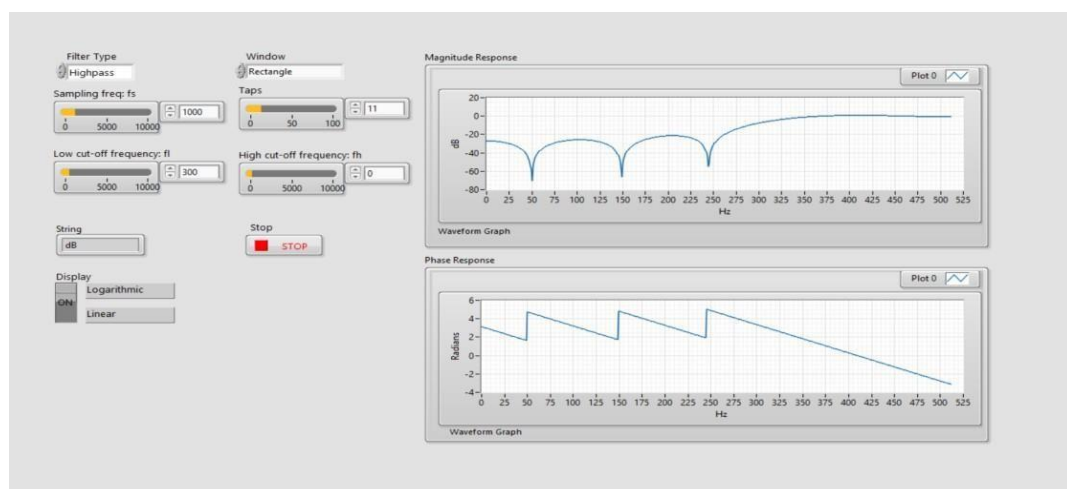 Filter Type
Highpass
Window
Rectangle
Sampling freq: fs
0 5000 10000
1000
Taps
0 50 100
11
Low cut-off frequency: fl
0 5000 10000
300
High cut-off frequency: fh
0 5000 10000
0
String
dB
Stop
STOP
Display
ON
Logarithmic
Linear
Magnitude Response
Plot 0
dB
20
0
-20
-40
-60
-80
0 25 50 75 100 125 150 175 200 225 250 275 300 325 350 375 400 425 450 475 500 525
Hz
Waveform Graph
Phase Response
Plot 0
Radians
6
4
2
0
-2
-4
0 25 50 75 100 125 150 175 200 225 250 275 300 325 350 375 400 425 450 475 500 525
Hz
Waveform Graph